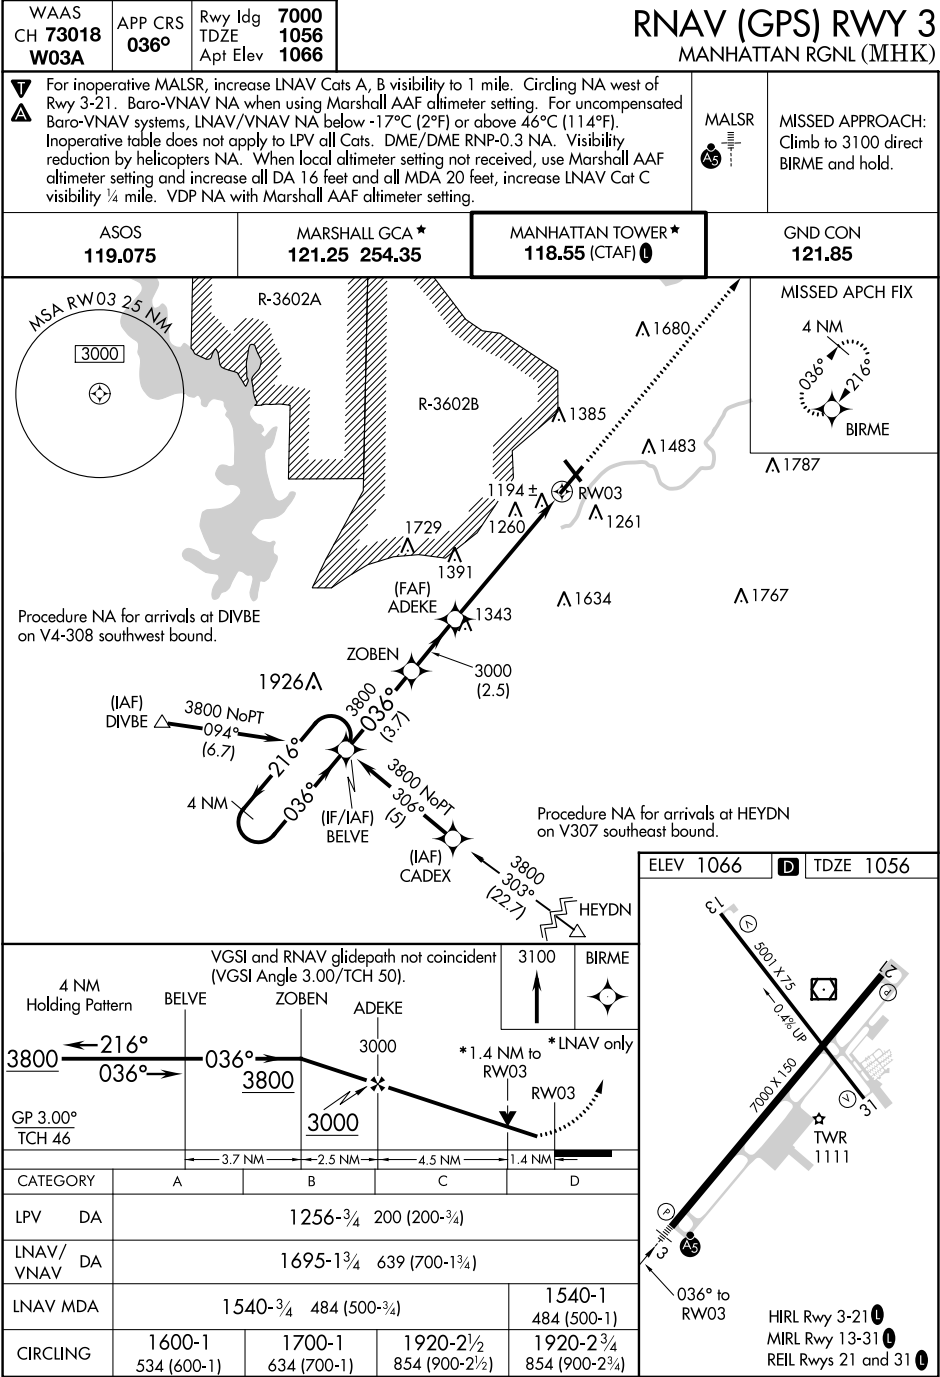 WAAS
CH 73018
W03A
APP CRS
036°
Rwy ldg 7000
TDZE 1056
Apt Elev 1066
RNAV (GPS) RWY 3
MANHATTAN RGNL (MHK)
T
A
For inoperative MALSR, increase LNAV Cats A, B visibility to 1 mile. Circling NA west of
Rwy 3-21. Baro-VNAV NA when using Marshall AAF altimeter setting. For uncompensated
Baro-VNAV systems, LNAV/VNAV NA below -17°C (2°F) or above 46°C (114°F).
Inoperative table does not apply to LPV all Cats. DME/DME RNP-0.3 NA. Visibility
reduction by helicopters NA. When local altimeter setting not received, use Marshall AAF
altimeter setting and increase all DA 16 feet and all MDA 20 feet, increase LNAV Cat C
visibility ¼ mile. VDP NA with Marshall AAF altimeter setting.
MALSR
A5
MISSED APPROACH:
Climb to 3100 direct
BIRME and hold.
ASOS
119.075
MARSHALL GCA★
121.25 254.35
MANHATTAN TOWER★
118.55 (CTAF) L
GND CON
121.85
MSA RW03 25 NM
3000
R-3602A
R-3602B
1680
MISSED APCH FIX
4 NM
036°
216°
BIRME
1385
1483
1787
1194 ±
RW03
1260
1261
1729
1391
(FAF)
ADEKE
1343
1634
1767
Procedure NA for arrivals at DIVBE
on V4-308 southwest bound.
ZOBEN
3000
(2.5)
1926
3800
036°
(3.7)
(IAF)
DIVBE
3800 NoPT
094°
(6.7)
216°
036°
4 NM
(IF/IAF)
BELVE
3800 NoPT
306°
(5)
(IAF)
CADEX
Procedure NA for arrivals at HEYDN
on V307 southeast bound.
3800
303°
(22.7)
HEYDN
ELEV 1066
D
TDZE 1056
13
V
5001 X 75
0.4% UP
21
P
7000 X 150
V
31
TWR
1111
P
3
A5
036° to
RW03
HIRL Rwy 3-21 L
MIRL Rwy 13-31 L
REIL Rwys 21 and 31 L
VGSI and RNAV glidepath not coincident
(VGSI Angle 3.00/TCH 50).
3100
BIRME
4 NM
Holding Pattern
BELVE
ZOBEN
ADEKE
3800
216°
036°
036°
3800
3000
3000
*1.4 NM to
RW03
*LNAV only
RW03
GP 3.00°
TCH 46
3.7 NM
2.5 NM
4.5 NM
1.4 NM
CATEGORY A B C D
LPV DA 1256-¾ 200 (200-¾)
LNAV/
VNAV DA 1695-1¾ 639 (700-1¾)
LNAV MDA 1540-¾ 484 (500-¾)
1540-1
484 (500-1)
CIRCLING
1600-1
534 (600-1)
1700-1
634 (700-1)
1920-2½
854 (900-2½)
1920-2¾
854 (900-2¾)